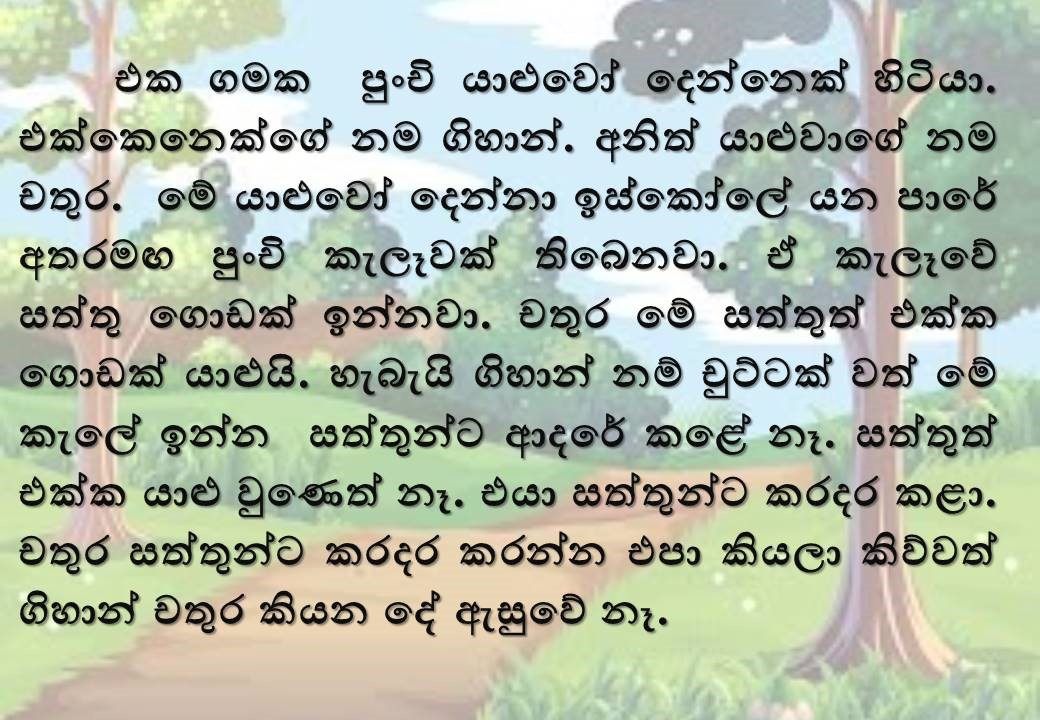 එක ගමක පුංචි යාළුවෝ දෙන්නෙක් හිටියා.
එක්කෙනෙක්ගේ නම ගිහාන්. අනිත් යාළුවාගේ නම
චතුර. මේ යාළුවෝ දෙන්නා ඉස්කෝලේ යන පාරේ
අතරමඟ පුංචි කැලෑවක් තිබෙනවා. ඒ කැලෑවේ
සත්තු ගොඩක් ඉන්නවා. චතුර මේ සත්තුත් එක්ක
ගොඩක් යාළුයි. හැබැයි ගිහාන් නම් චුට්ටක් වත් මේ
කැලේ ඉන්න සත්තුන්ට ආදරේ කළේ නෑ. සත්තුත්
එක්ක යාළු වුණෙත් නෑ. එයා සත්තුන්ට කරදර කළා.
චතුර සත්තුන්ට කරදර කරන්න එපා කියලා කිව්වත්
ගිහාන් චතුර කියන දේ ඇසුවේ නෑ.